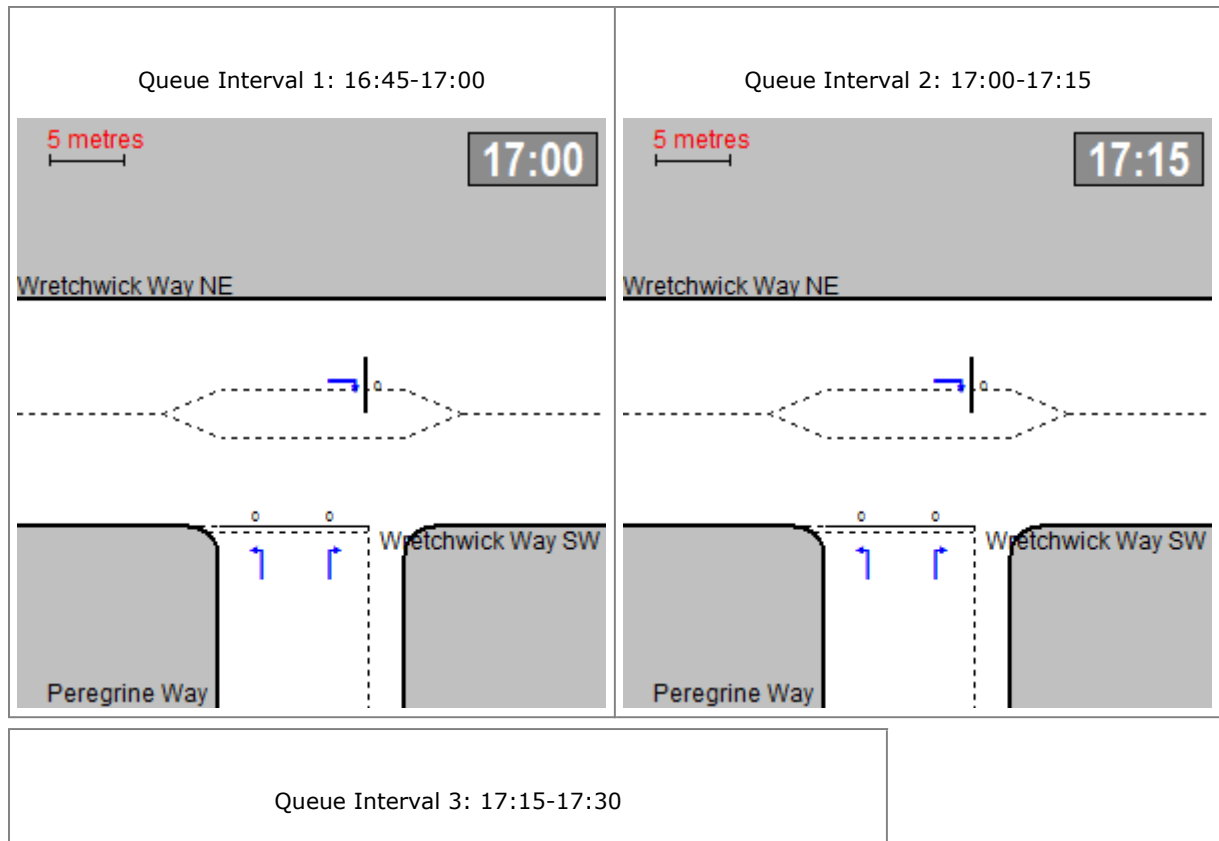 Queue Interval 1: 16:45-17:00
5 metres
17:00
Wretchwick Way NE
0
0 0
Wretchwick Way SW
Peregrine Way
Queue Interval 2: 17:00-17:15
5 metres
17:15
Wretchwick Way NE
0
0 0
Wretchwick Way SW
Peregrine Way
Queue Interval 3: 17:15-17:30